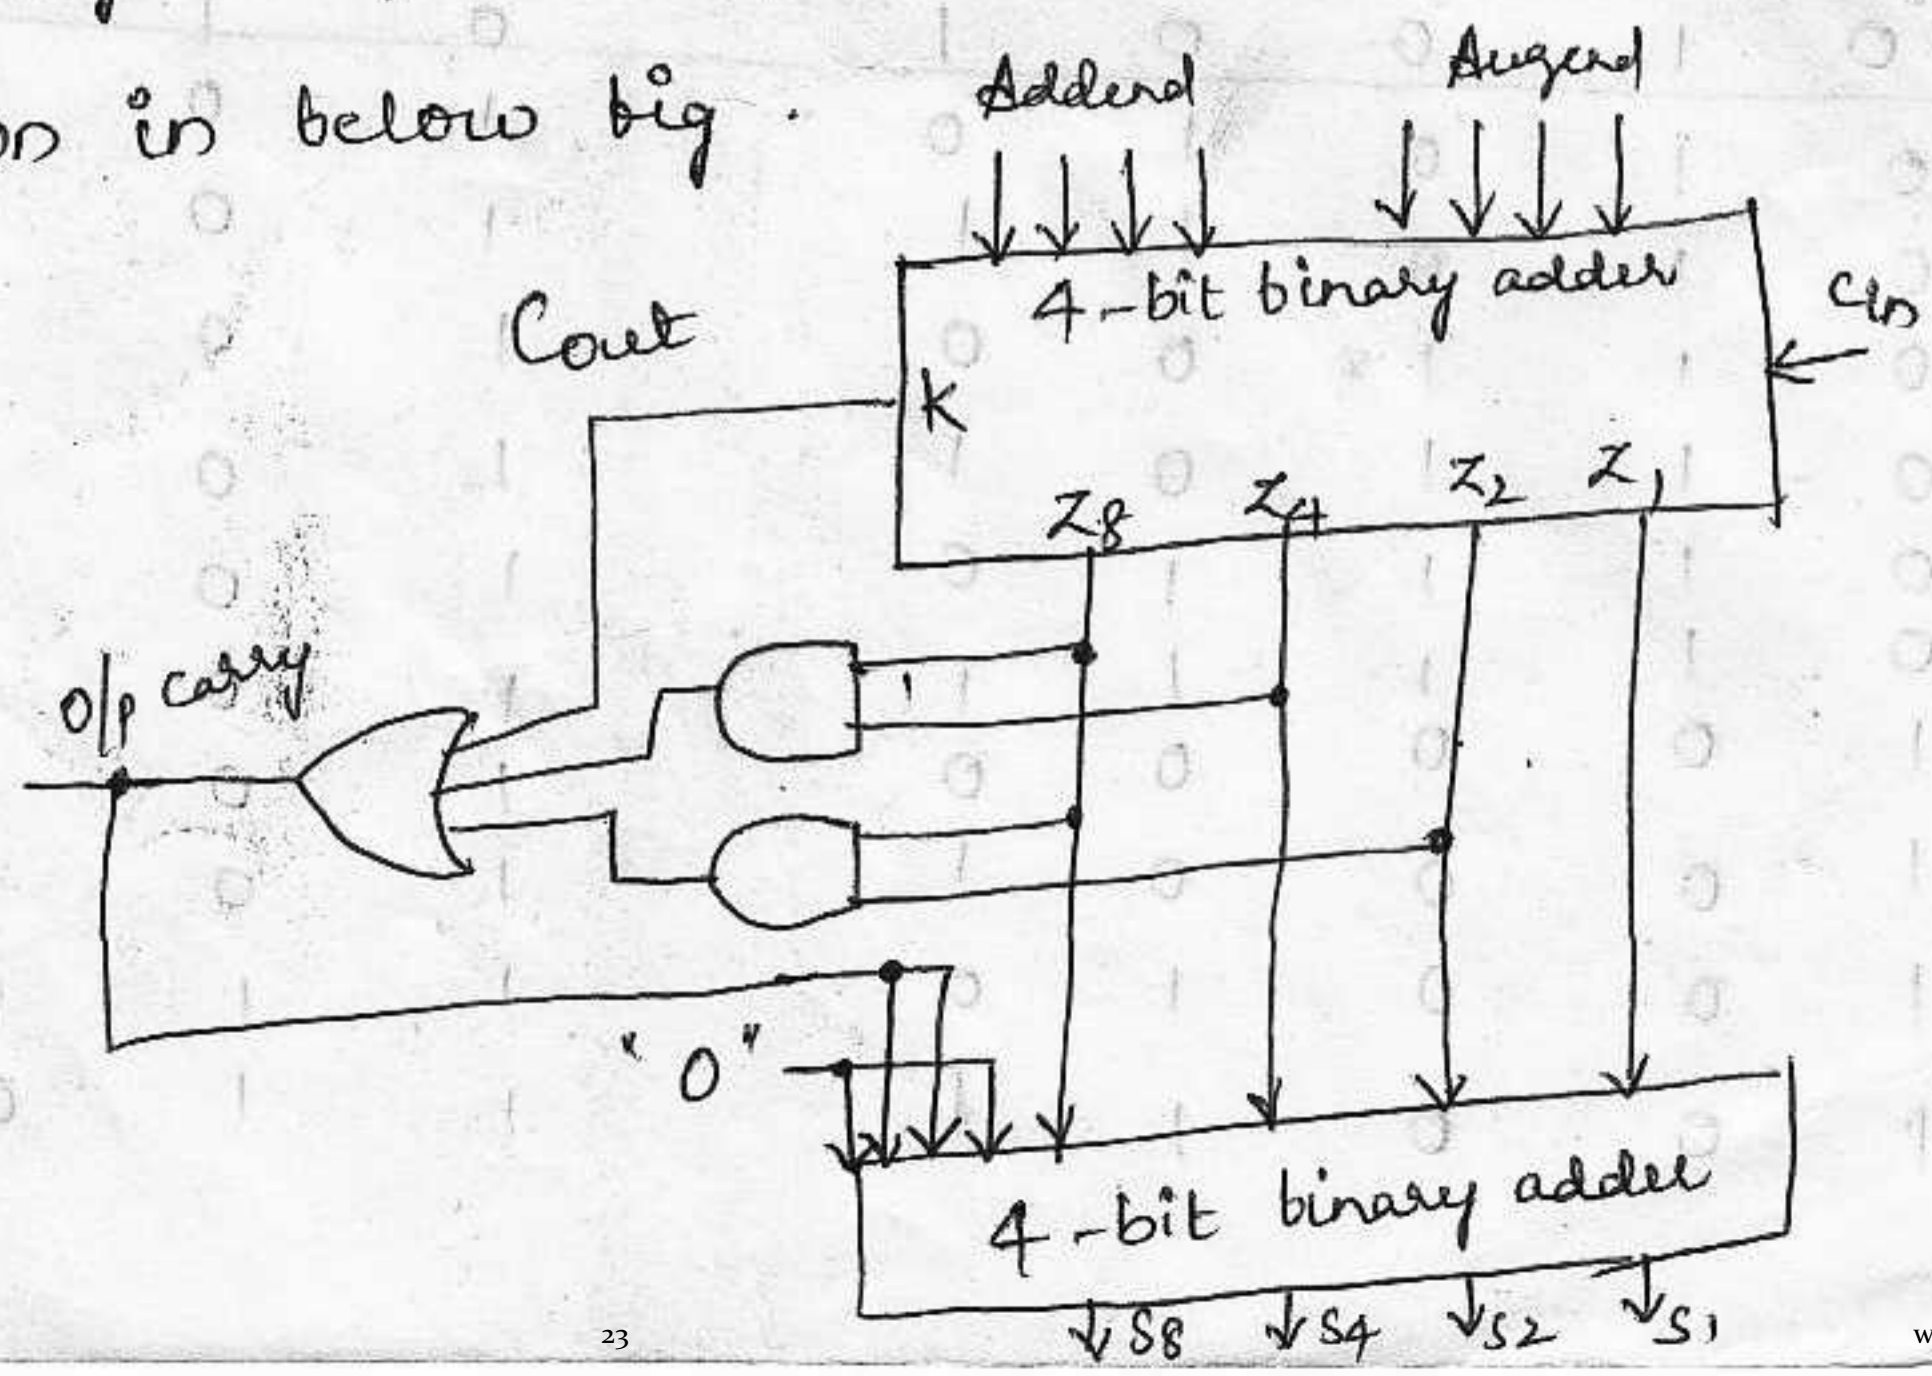 in below fig.
Addend
Augend
4-bit binary adder
Cin
Cout
K
Z8 Z4 Z2 Z1
O/p carry
"0"
4-bit binary adder
S8 S4 S2 S1
23
w